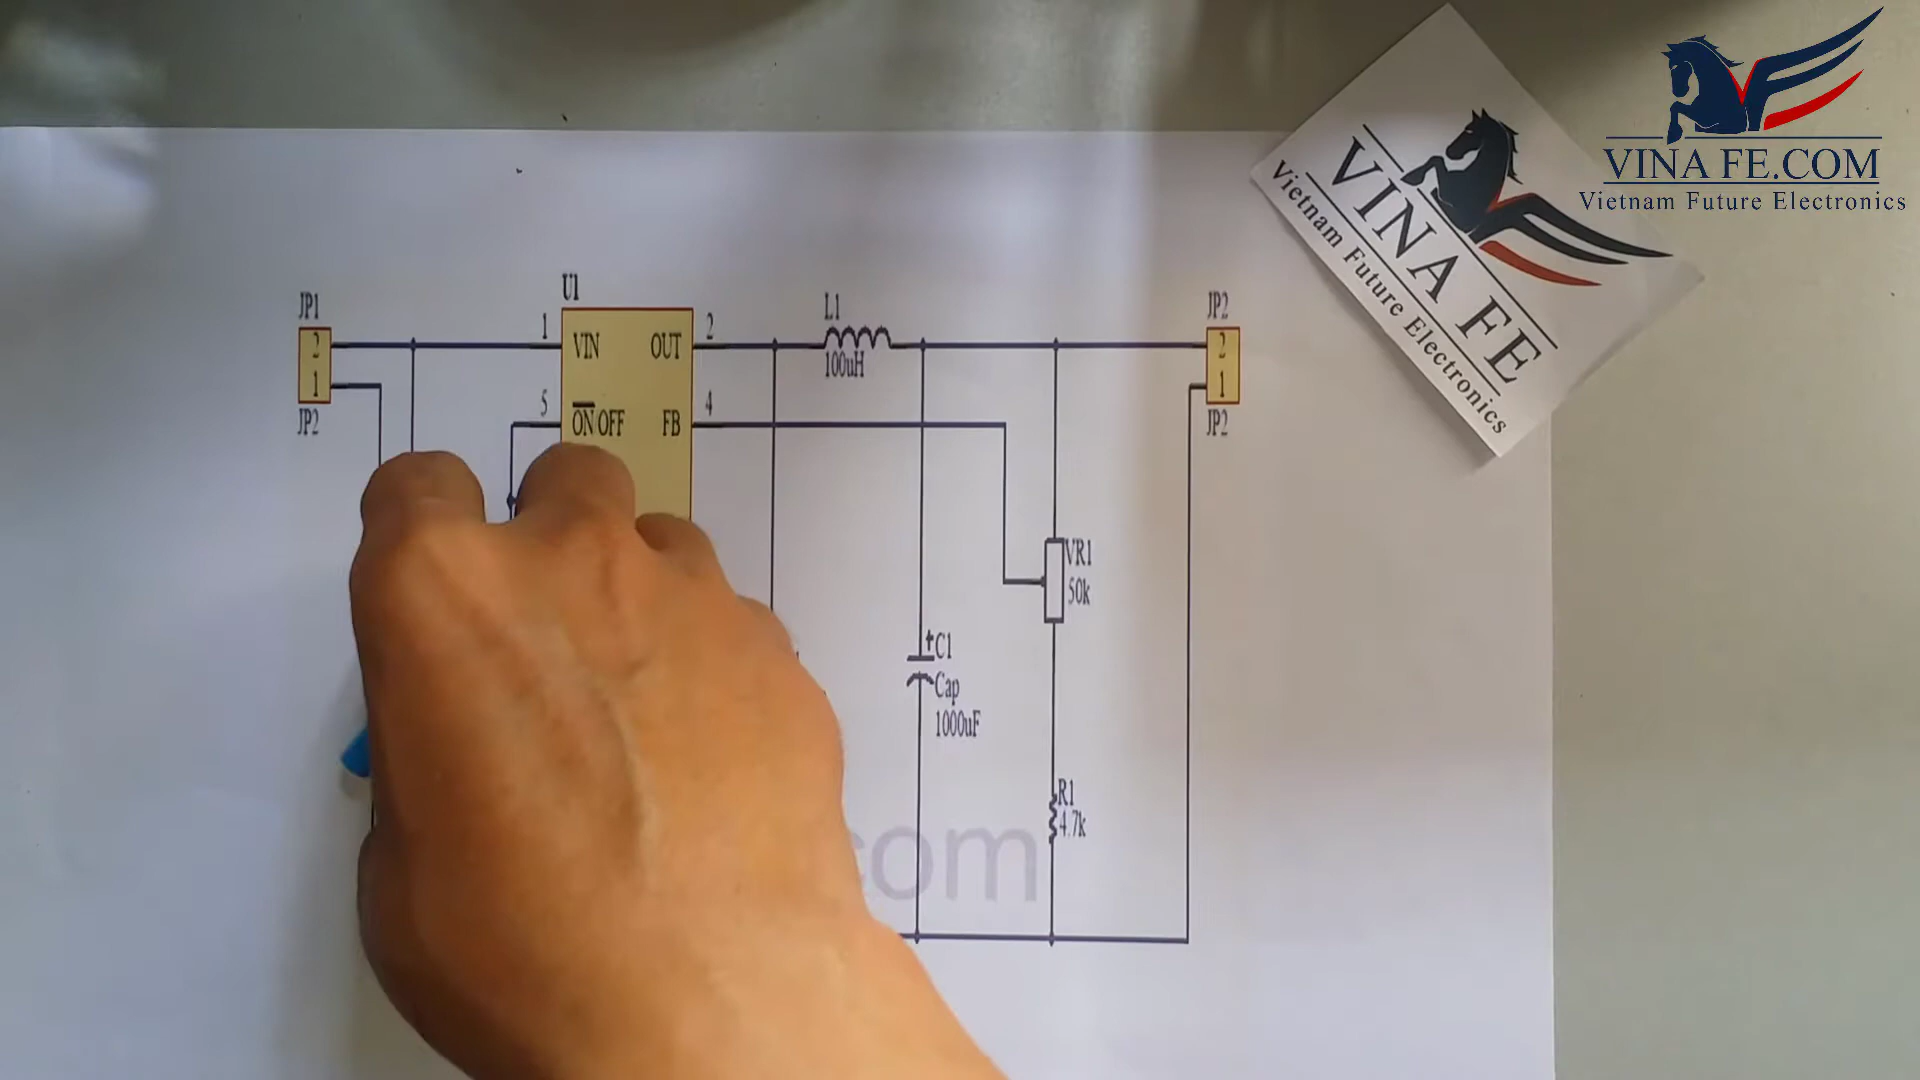 VINA FE.COM
Vietnam Future Electronics
VINA FE
Vietnam Future Electronics
U1
JP1
2
1
JP2
1
VIN
OUT
2
5
ON OFF
FB
4
L1
100uH
JP2
2
1
JP2
VR1
50k
C1
Cap
1000uF
R1
4.7k
com